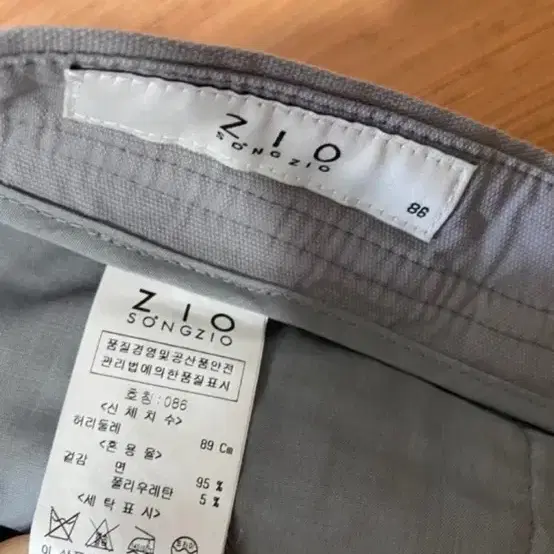 ZIO
SONGZIO
86
ZIO
SONGZIO
품질경영및공산품안전
관리법에의한품질표시
호칭:086
<신체치수>
허리둘레 89 Cm
<혼용율>
겉감 면 95 %
폴리우레탄 5 %
<세탁표시>